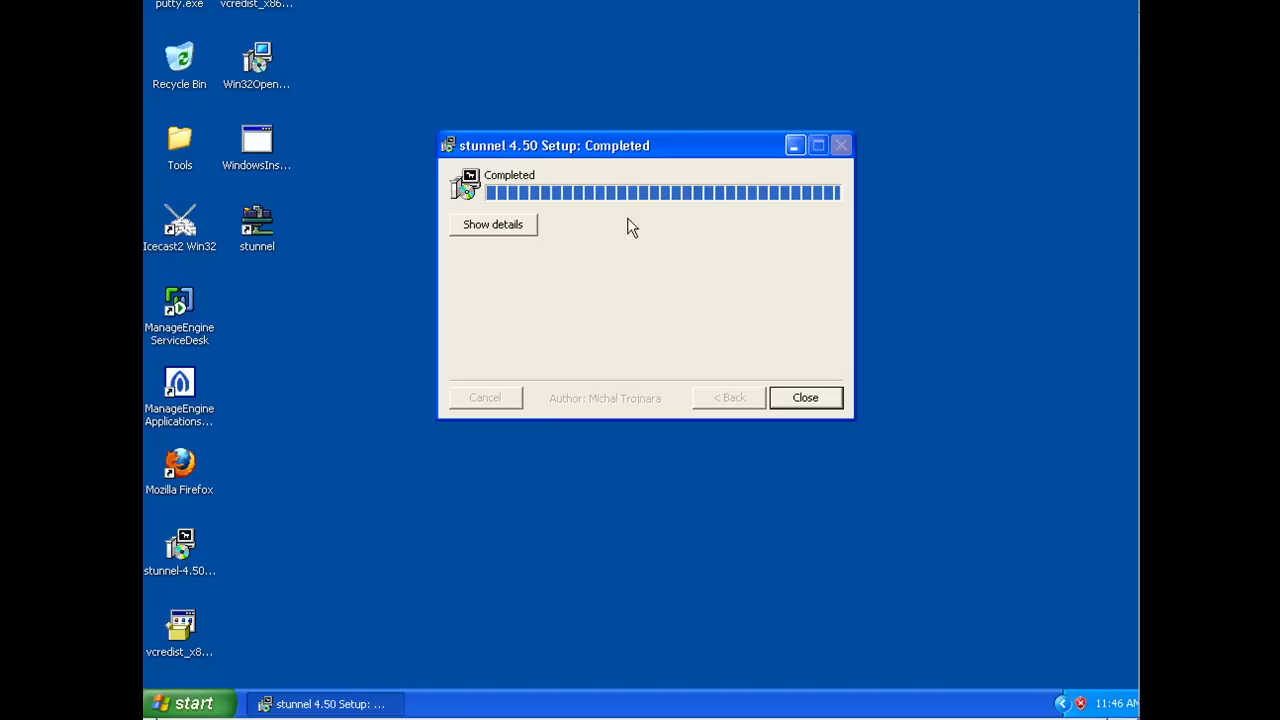 putty.exe
vcredist_x86...
Recycle Bin
Win32Open...
Tools
WindowsIns...
Icecast2 Win32
stunnel
ManageEngine
ServiceDesk
ManageEngine
Applications...
Mozilla Firefox
stunnel-4.50...
vcredist_x8...
stunnel 4.50 Setup: Completed
Completed
Show details
Cancel
Author: Michal Trojnara
< Back
Close
start
stunnel 4.50 Setup: ...
11:46 AM